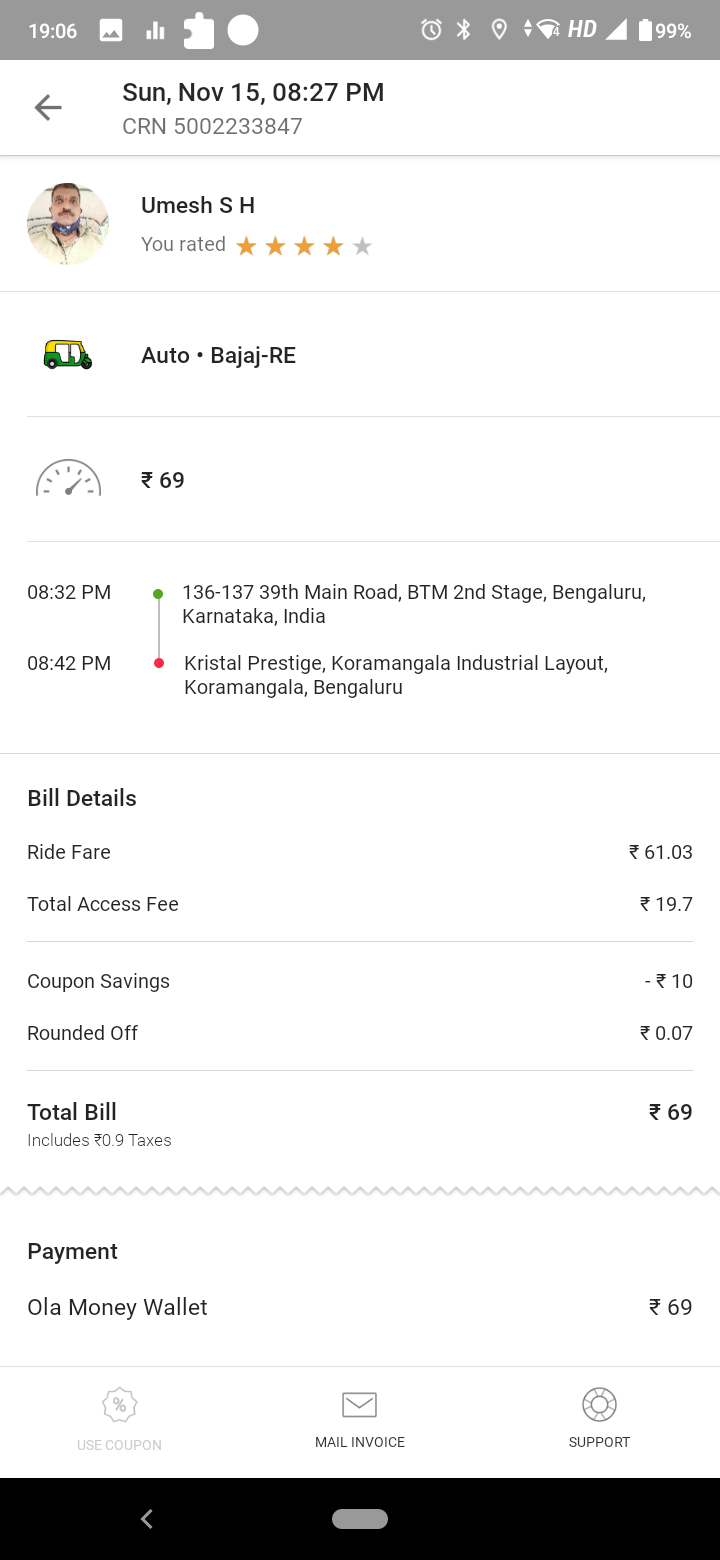 19:06 HD 99%
Sun, Nov 15, 08:27 PM
CRN 5002233847
Umesh S H
You rated
Auto • Bajaj-RE
₹ 69
08:32 PM 136-137 39th Main Road, BTM 2nd Stage, Bengaluru,
Karnataka, India
08:42 PM Kristal Prestige, Koramangala Industrial Layout,
Koramangala, Bengaluru
Bill Details
Ride Fare ₹ 61.03
Total Access Fee ₹ 19.7
Coupon Savings - ₹ 10
Rounded Off ₹ 0.07
Total Bill ₹ 69
Includes ₹0.9 Taxes
Payment
Ola Money Wallet ₹ 69
USE COUPON MAIL INVOICE SUPPORT